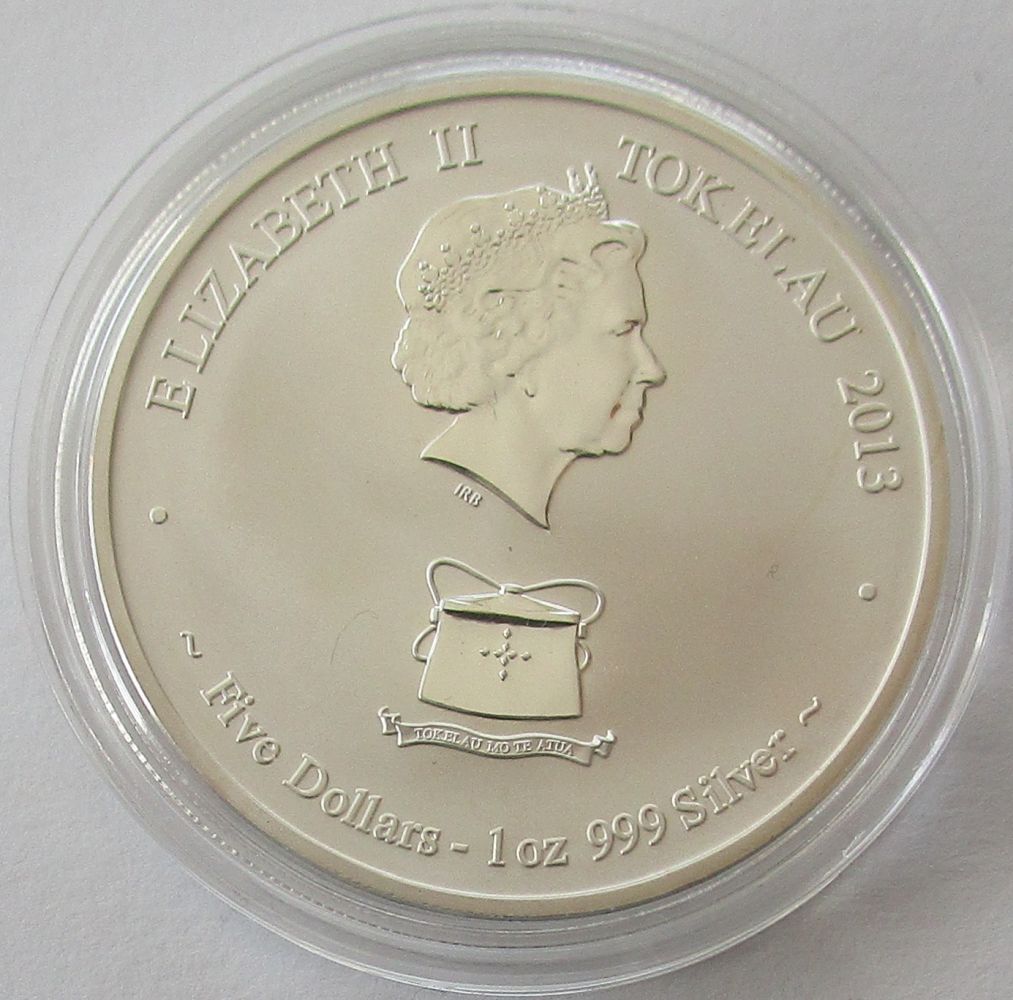 ELIZABETH II TOKELAU 2013
IRB
TOKELAU MO TE ATUA
~ Five Dollars - 1 oz 999 Silver ~